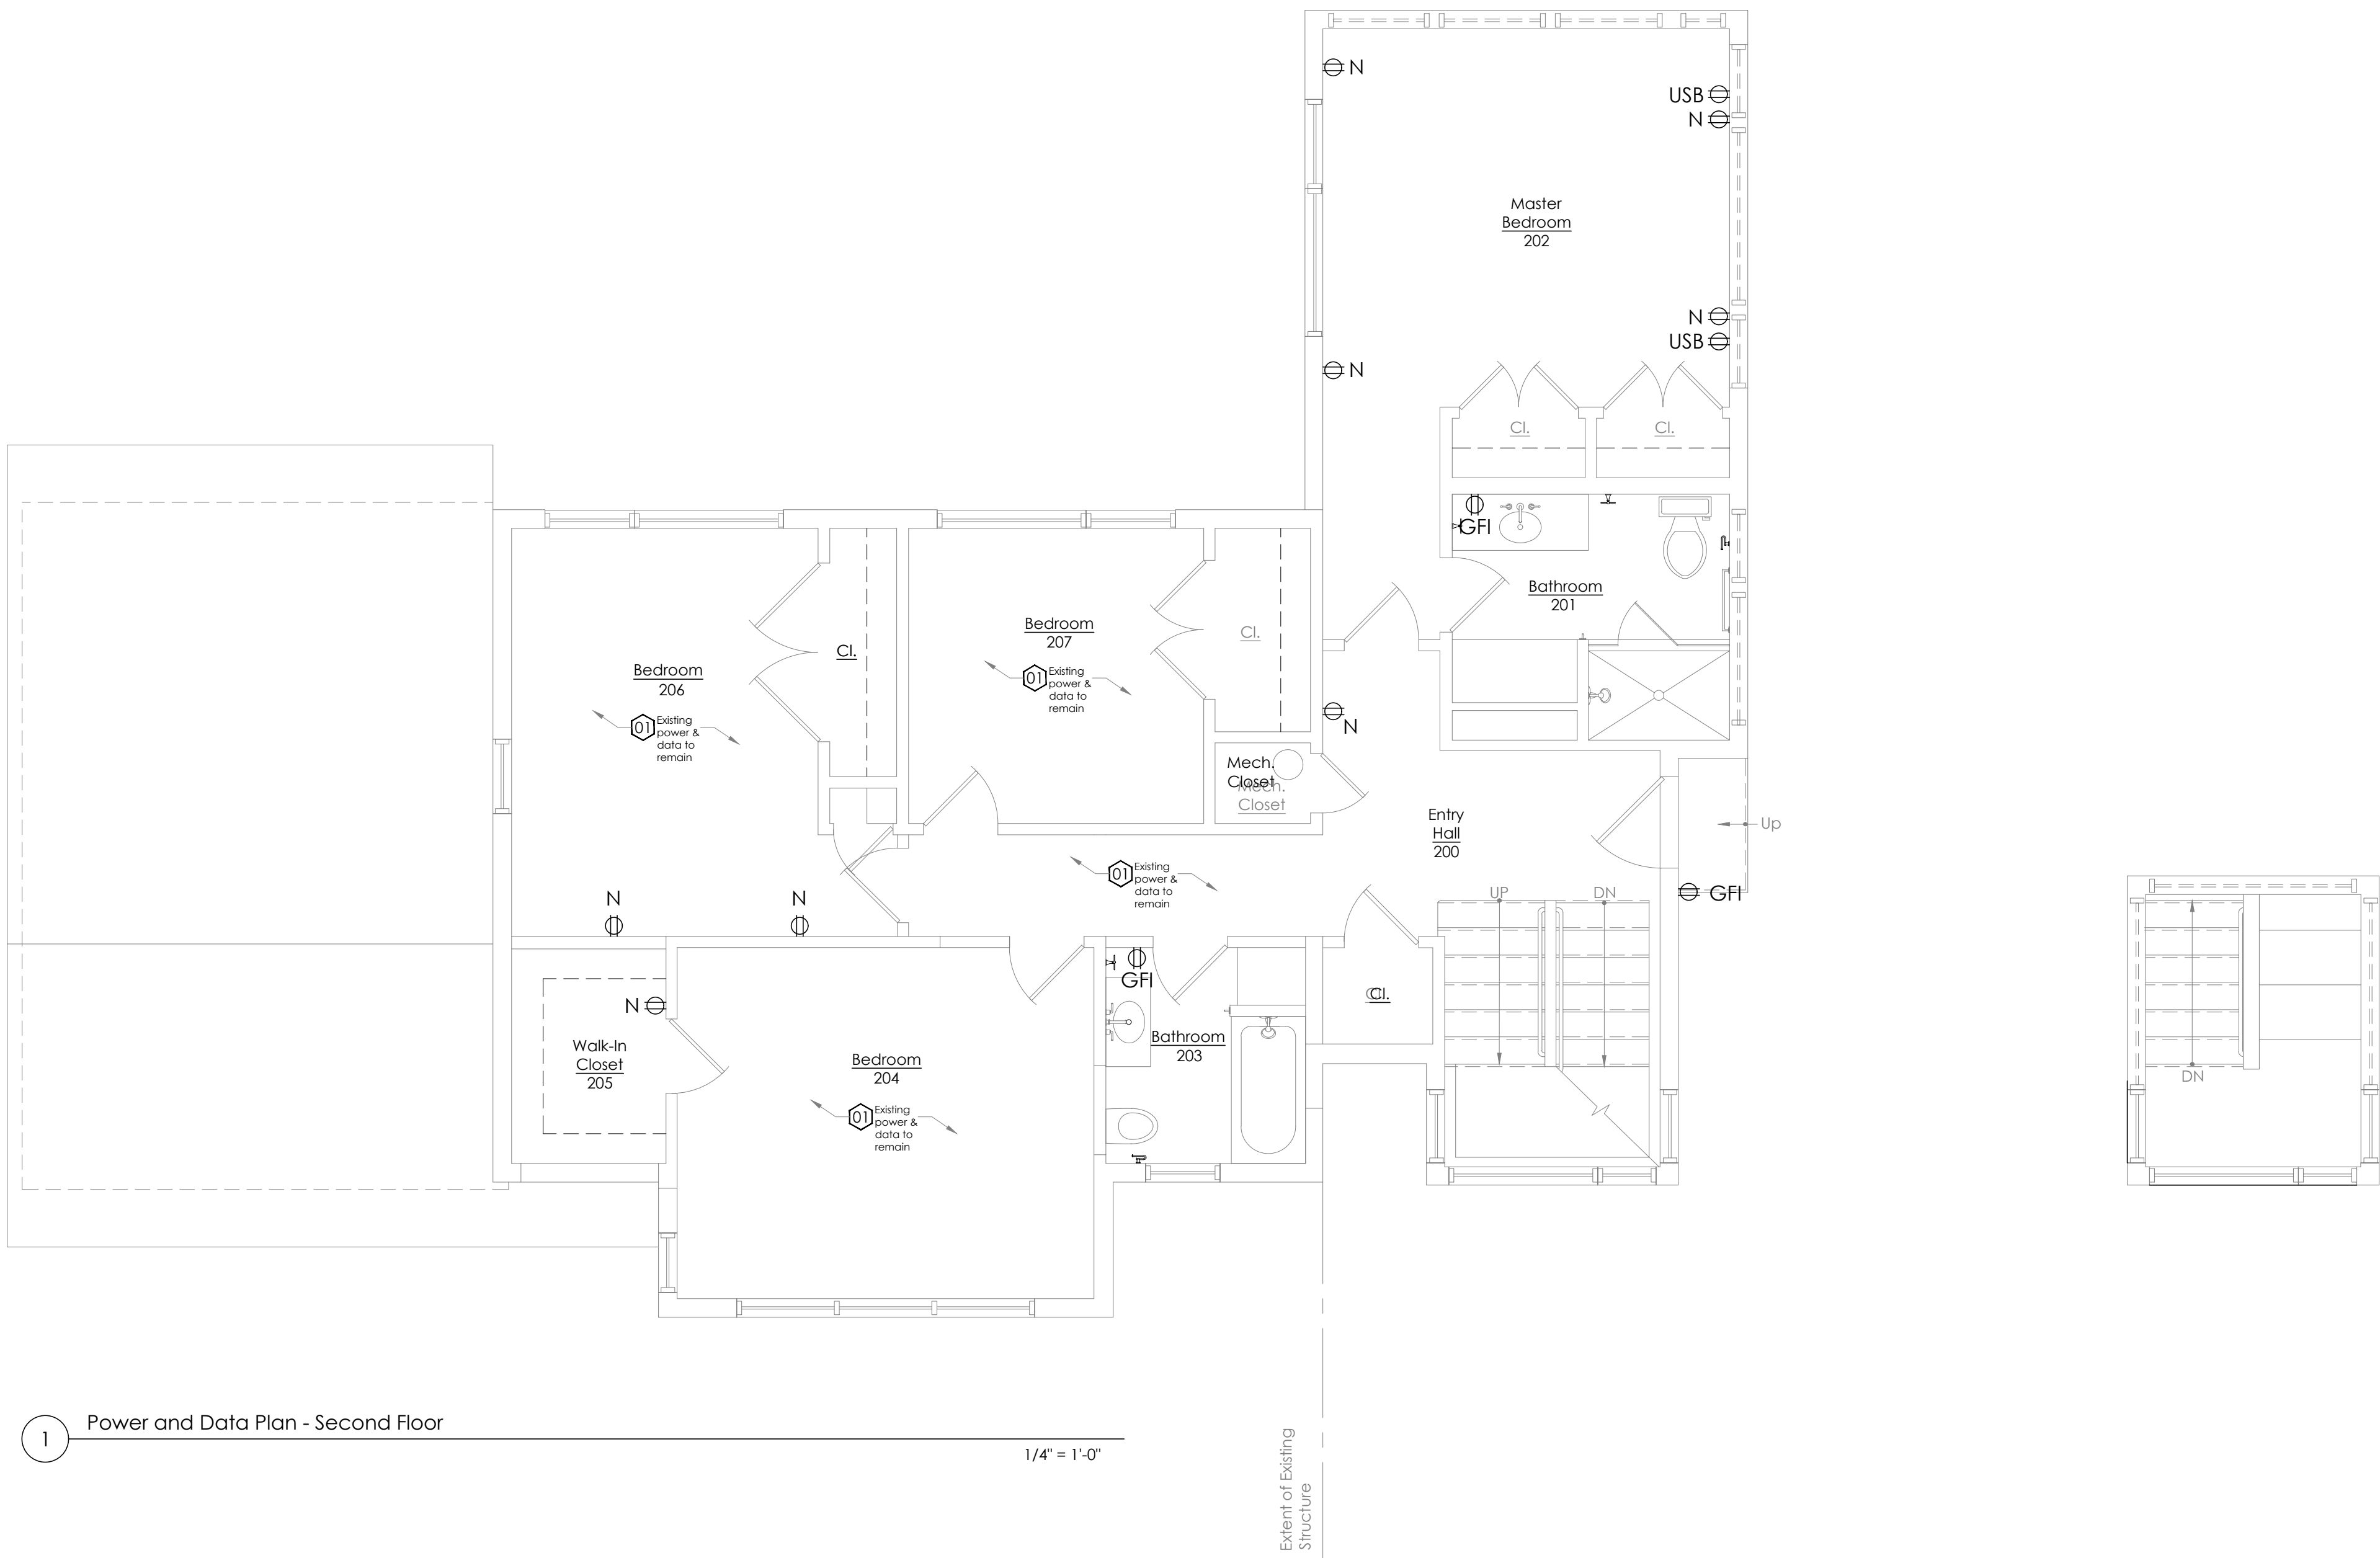 N
USB
N
Master
Bedroom
202
N
USB
N
Cl.
Cl.
GFI
Bathroom
201
Bedroom
207
Cl.
Cl.
Bedroom
206
01
Existing
power &
data to
remain
01
Existing
power &
data to
remain
N
Mech.
Closet
Mech.
Closet
Entry
Hall
200
Up
01
Existing
power &
data to
remain
UP
DN
GFI
N
N
GFI
N
Cl.
Cl.
Walk-In
Closet
205
Bedroom
204
Bathroom
203
DN
01
Existing
power &
data to
remain
1
Power and Data Plan - Second Floor
1/4" = 1'-0"
Extent of Existing
Structure